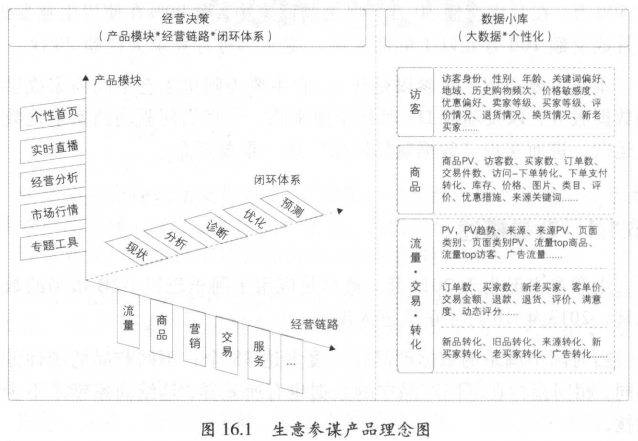 经营决策
（产品模块*经营链路*闭环体系）
产品模块
个性首页
实时直播
经营分析
市场行情
专题工具
闭环体系
现状
分析
诊断
优化
预测
经营链路
流量
商品
营销
交易
服务
...
数据小库
（大数据*个性化）
访客
访客身份、性别、年龄、关键词偏好、
地域、历史购物频次、价格敏感度、
优惠偏好、卖家等级、买家等级、评
价情况、退货情况、换货情况、新老
买家......
商品
商品PV、访客数、买家数、订单数、
交易件数、访问-下单转化、下单支付
转化、库存、价格、图片、类目、评
价、优惠措施、来源关键词......
流量·交易·转化
PV，PV趋势、来源、来源PV、页面
类别、页面类别PV、流量top商品、
流量top访客、广告流量......
订单数、买家数、新老买家、客单价、
交易金额、退款、退货、评价、满意
度、动态评分......
新品转化、旧品转化、来源转化、新
买家转化、老买家转化、广告转化......
图 16.1 生意参谋产品理念图